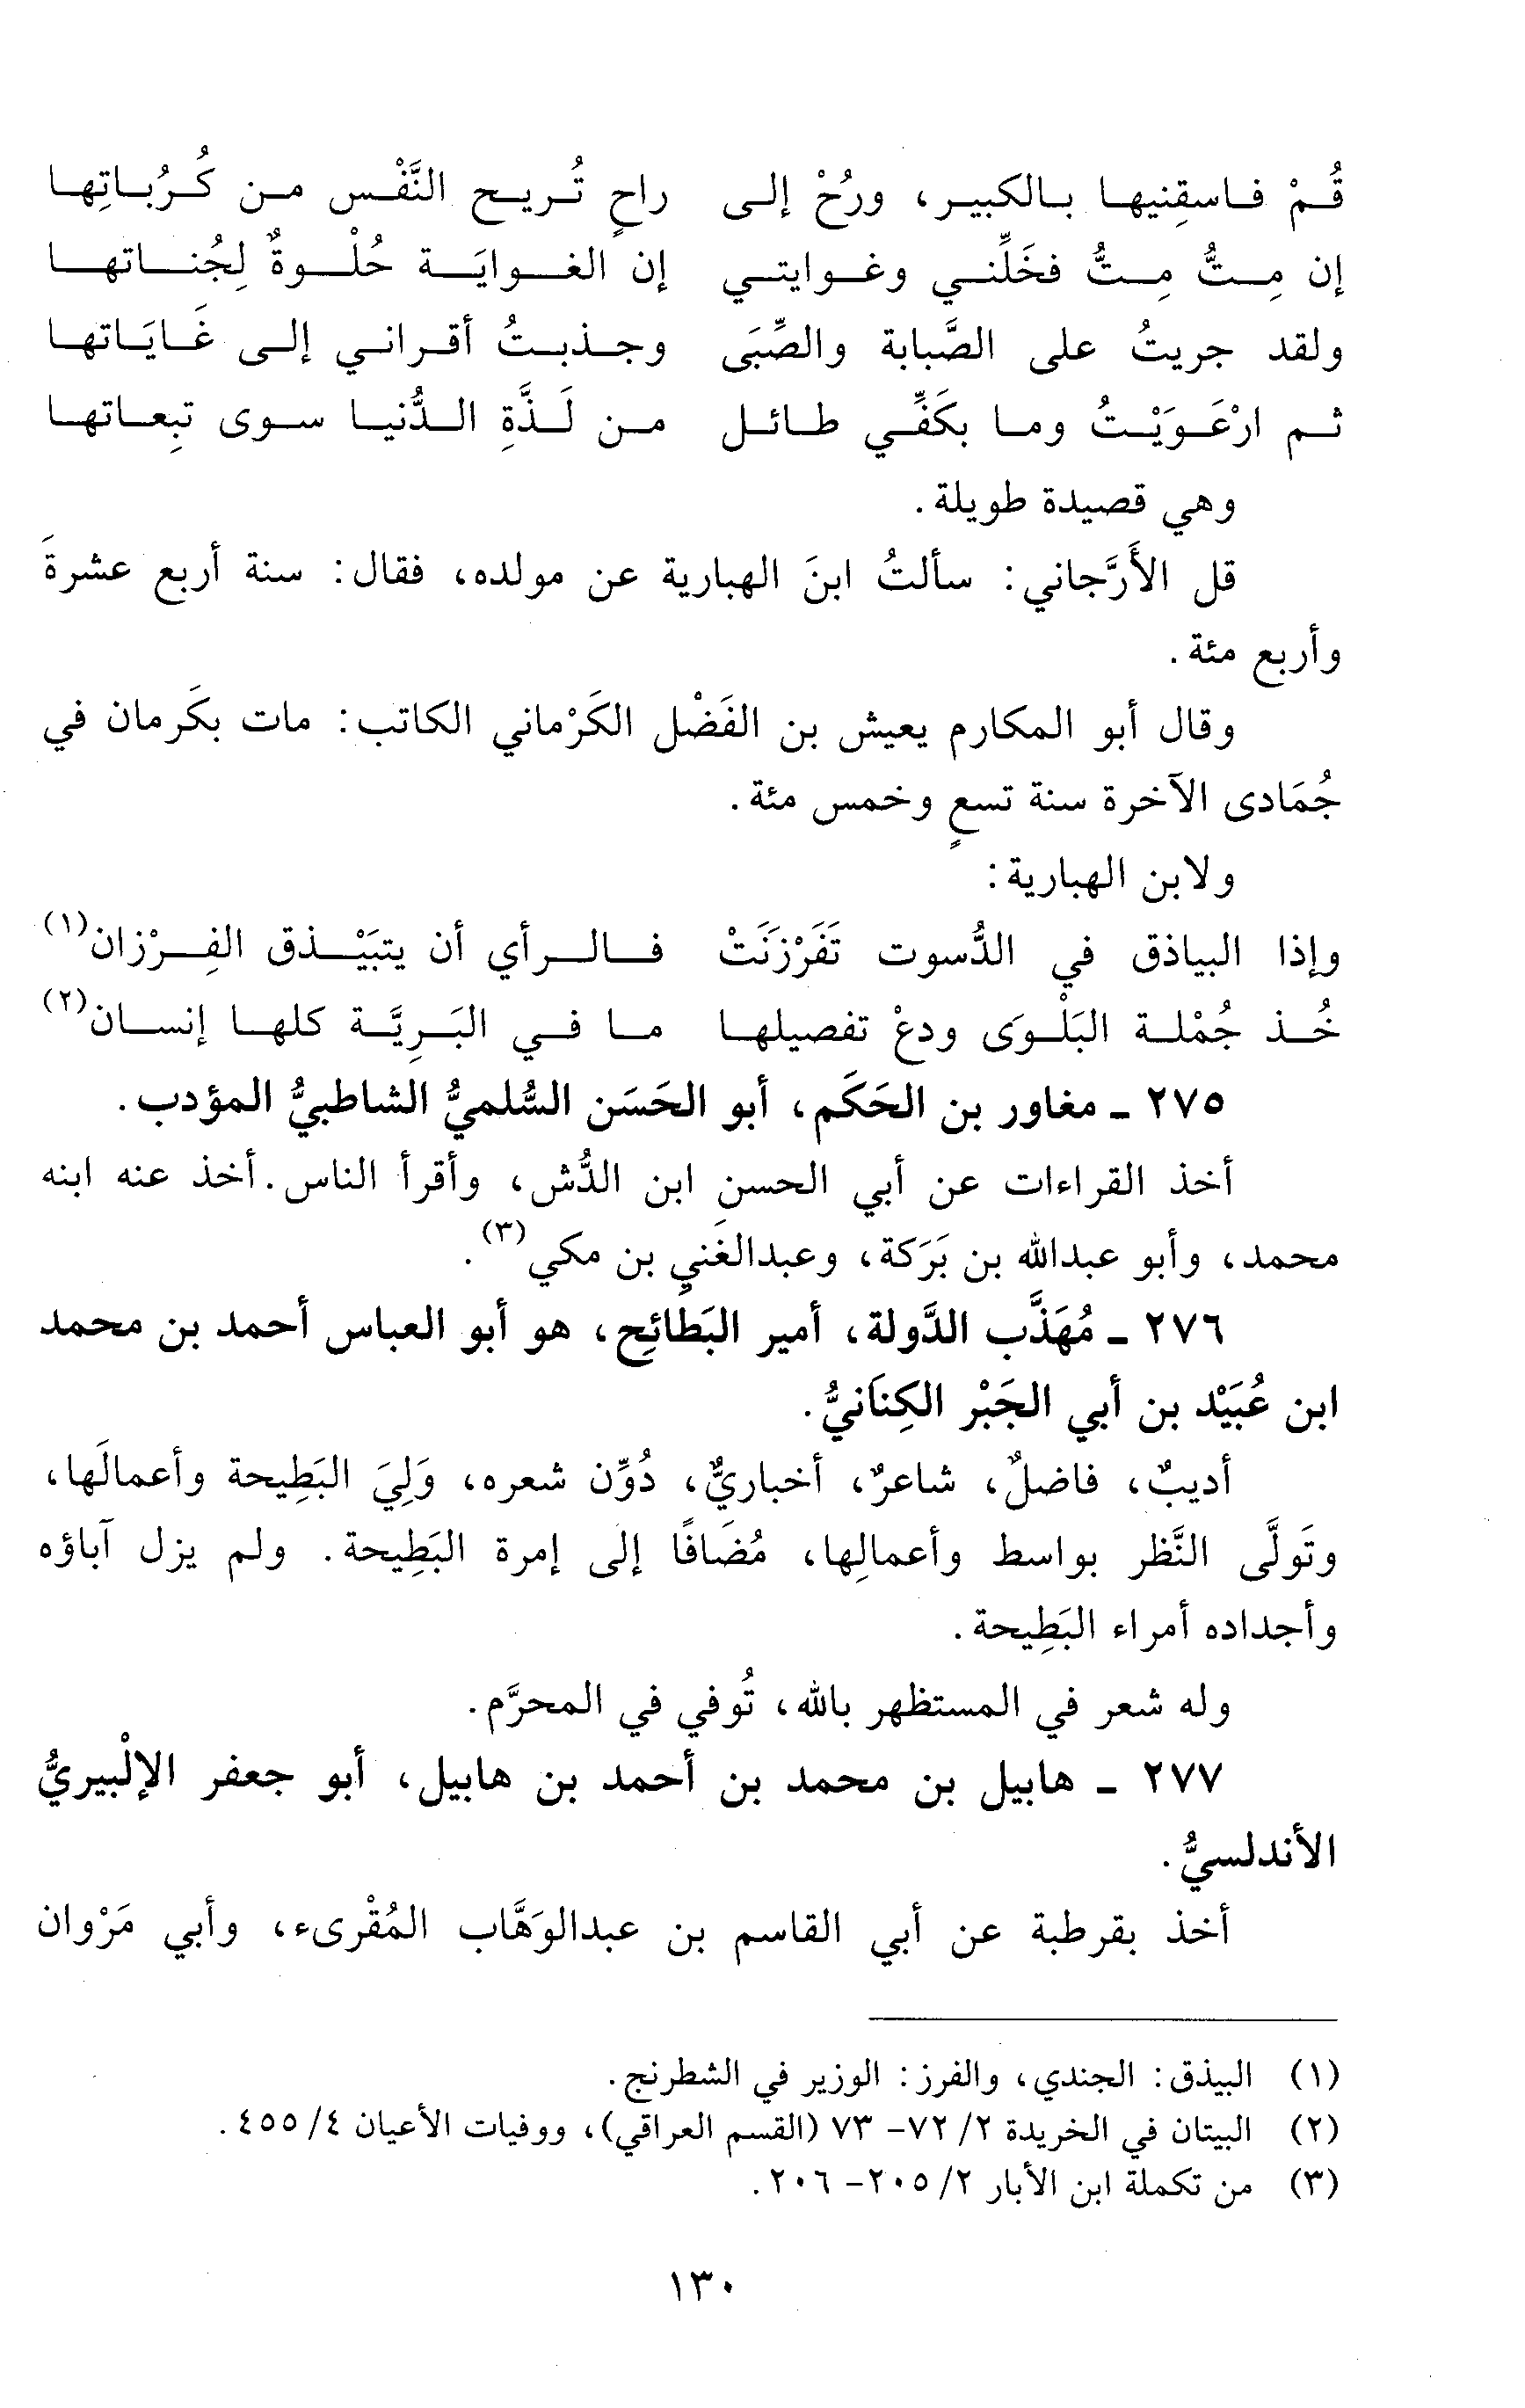 قُمْ فاسقِنيها بالكبير، ورُحْ إلى راحٍ تُريح النَّفْس من كُرُباتِها
إن مِتُّ مِتُّ فخَلِّني وغوايتي إن الغوايَة حُلْوةٌ لِجُناتها
ولقد جريتُ على الصَّبابة والصِّبَى وجذبتُ أقراني إلى غَايَاتها
ثم ارْعَوَيْتُ وما بكَفِّي طائل من لَذَّةِ الدُّنيا سوى تبِعاتها
وهي قصيدة طويلة.
قل الأَرَّجاني: سألتُ ابنَ الهبارية عن مولده، فقال: سنة أربع عشرةَ
وأربع مئة.
وقال أبو المكارم يعيش بن الفَضْل الكَرْماني الكاتب: مات بكَرمان في
جُمَادى الآخرة سنة تسعٍ وخمس مئة.
ولابن الهبارية:
وإذا البياذق في الدُّسوت تَفَرْزَنَتْ فالرأي أن يتبَيْذق الفِرْزان(١)
خُذ جُمْلة البَلْوَى ودعْ تفصيلها ما في البَرِيَّة كلها إنسان(٢)
٢٧٥ ـ مغاور بن الحَكَم، أبو الحَسَن السُّلميُّ الشاطبيُّ المؤدب.
أخذ القراءات عن أبي الحسن ابن الدُّش، وأقرأ الناس. أخذ عنه ابنه
محمد، وأبو عبدالله بن بَرَكة، وعبدالغَنيِ بن مكي(٣).
٢٧٦ ـ مُهَذَّب الدَّولة، أمير البَطائِح، هو أبو العباس أحمد بن محمد
ابن عُبَيْد بن أبي الجَبْر الكِنَانيُّ.
أديبٌ، فاضلٌ، شاعرٌ، أخباريٌّ، دُوِّن شعره، وَلِيَ البَطِيحة وأعمالَها،
وتَولَّى النَّظر بواسط وأعمالِها، مُضَافًا إلى إمرة البَطِيحة. ولم يزل آباؤه
وأجداده أمراء البَطِيحة.
وله شعر في المستظهر بالله، تُوفي في المحرَّم.
٢٧٧ ـ هابيل بن محمد بن أحمد بن هابيل، أبو جعفر الإلْبيريُّ
الأندلسيُّ.
أخذ بقرطبة عن أبي القاسم بن عبدالوَهَّاب المُقْرىء، وأبي مَرْوان
(١) البيذق: الجندي، والفرز: الوزير في الشطرنج.
(٢) البيتان في الخريدة ٢/ ٧٢- ٧٣ (القسم العراقي)، ووفيات الأعيان ٤/ ٤٥٥.
(٣) من تكملة ابن الأبار ٢/ ٢٠٥- ٢٠٦.
١٣٠